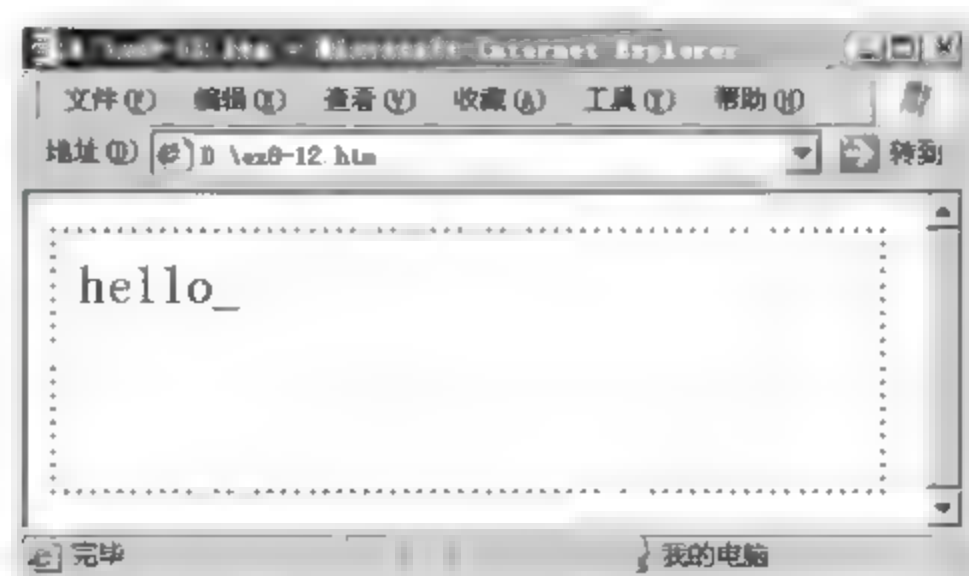 Microsoft Internet Explorer
文件(F) 编辑(E) 查看(V) 收藏(A) 工具(T) 帮助(H)
地址(D) D \ex8-12.htm 转到
hello_
完毕 我的电脑